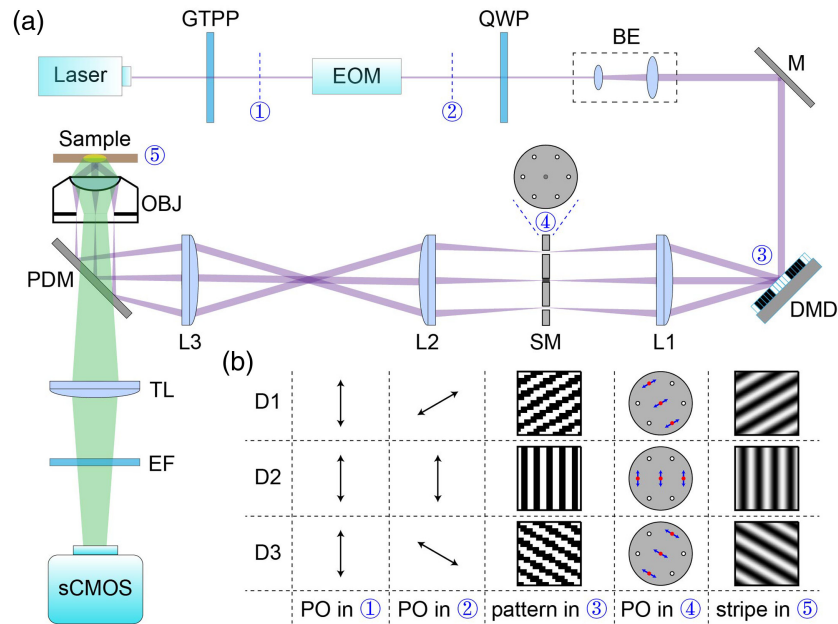 (a)
GTPP
QWP
BE
M
Laser
EOM
①
②
Sample
⑤
OBJ
④
③
PDM
DMD
L3
L2
SM
L1
(b)
TL
D1
EF
D2
sCMOS
D3
PO in ①
PO in ②
pattern in ③
PO in ④
stripe in ⑤